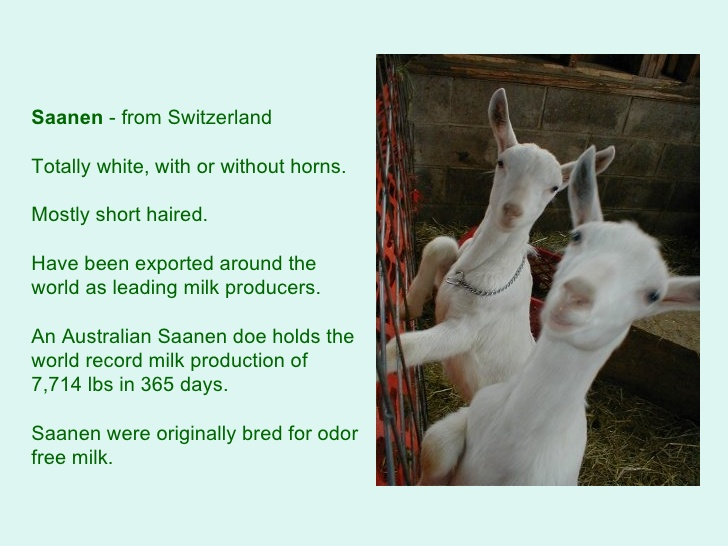 Saanen - from Switzerland
Totally white, with or without horns.
Mostly short haired.
Have been exported around the
world as leading milk producers.
An Australian Saanen doe holds the
world record milk production of
7,714 lbs in 365 days.
Saanen were originally bred for odor
free milk.